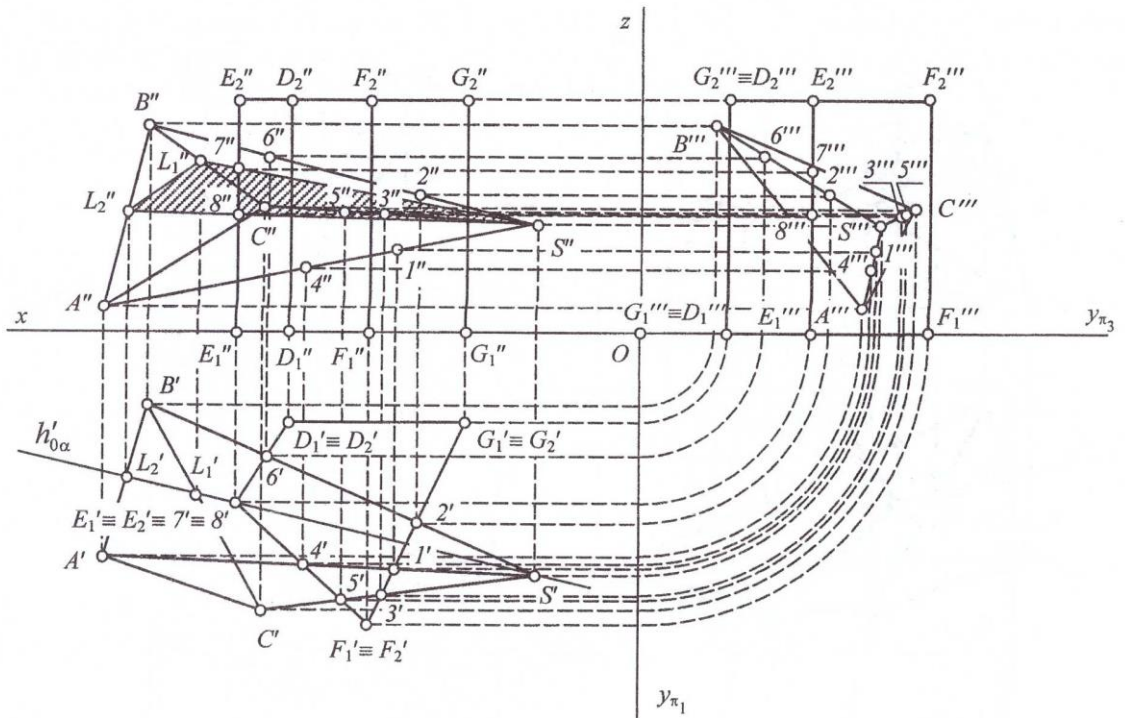 z
E₂″ D₂″ F₂″ G₂″ G₂‴≡D₂‴ E₂‴ F₂‴
B″ 6″ B‴ 6‴
7″ 7‴
L₁″ 2″ 2‴ 3‴ 5‴
L₂″ 8″ 5″ 3″ C‴
C″ S″ 8‴ S‴
4″ 1″ 4‴ 1‴
A″ G₁‴≡D₁‴ E₁‴ A‴ F₁‴
x E₁″ D₁″ F₁″ G₁″ O y_π₃
B′
D₁′≡D₂′ G₁′≡G₂′
h′₀α 6′
L₂′ L₁′
E₁′≡E₂′≡7′≡8′ 2′
A′ 4′ 1′
5′ S′
C′ 3′
F₁′≡F₂′
y_π₁